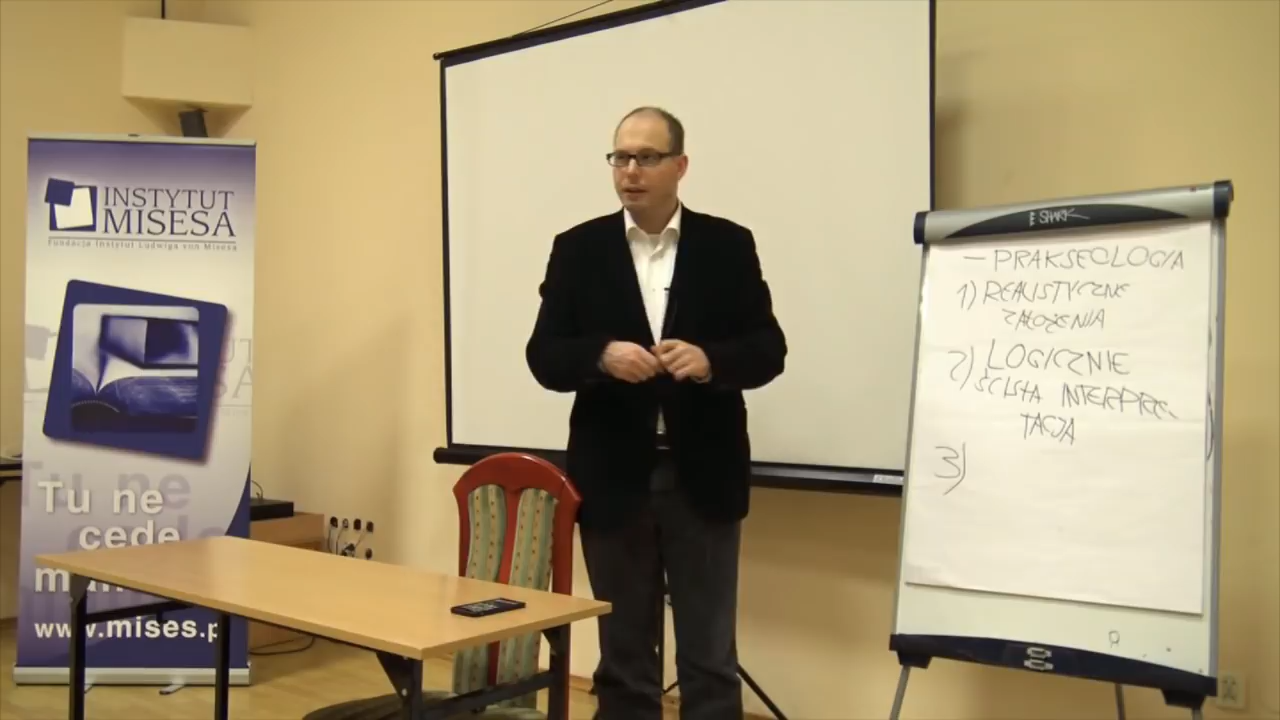 INSTYTUT
MISESA
Fundacja Instytut Ludwiga von Misesa
Tu ne
cede
www.mises.p
SHARK
– PRAKSEOLOGIA
1) REALISTYCZNE
ZAŁOŻENIA
2) LOGICZNIE
ŚCISŁA INTERPRE-
TACJA
3)